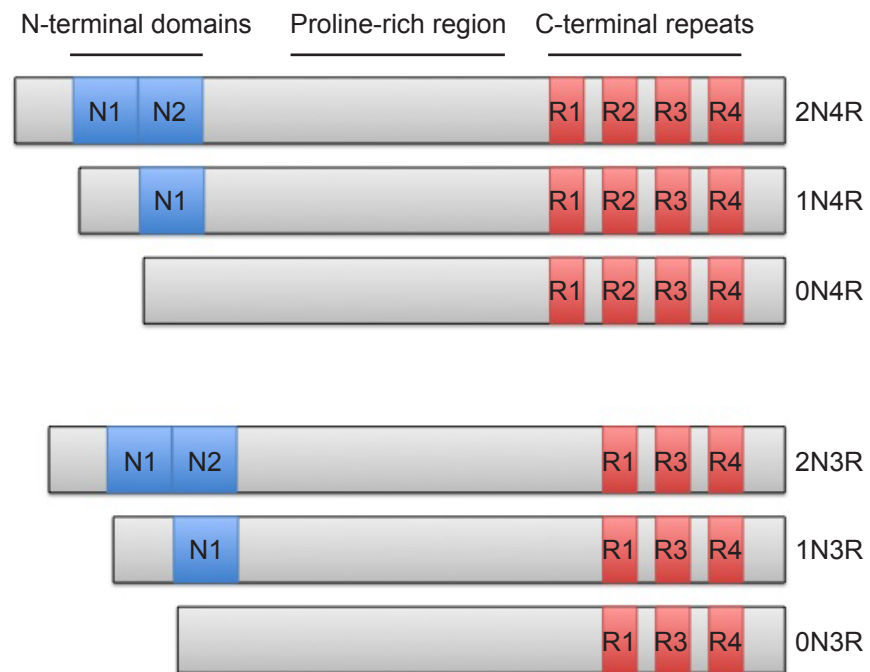 N-terminal domains Proline-rich region C-terminal repeats
N1 N2 R1 R2 R3 R4 2N4R
N1 R1 R2 R3 R4 1N4R
R1 R2 R3 R4 0N4R
N1 N2 R1 R3 R4 2N3R
N1 R1 R3 R4 1N3R
R1 R3 R4 0N3R